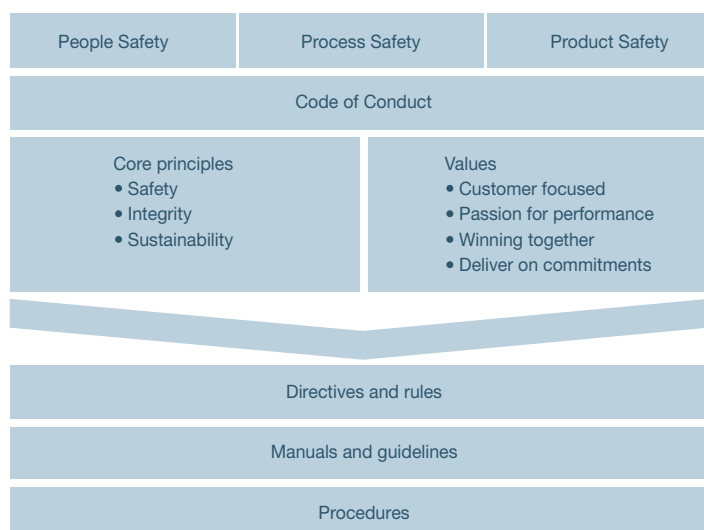 People Safety
Process Safety
Product Safety
Code of Conduct
Core principles
• Safety
• Integrity
• Sustainability
Values
• Customer focused
• Passion for performance
• Winning together
• Deliver on commitments
Directives and rules
Manuals and guidelines
Procedures